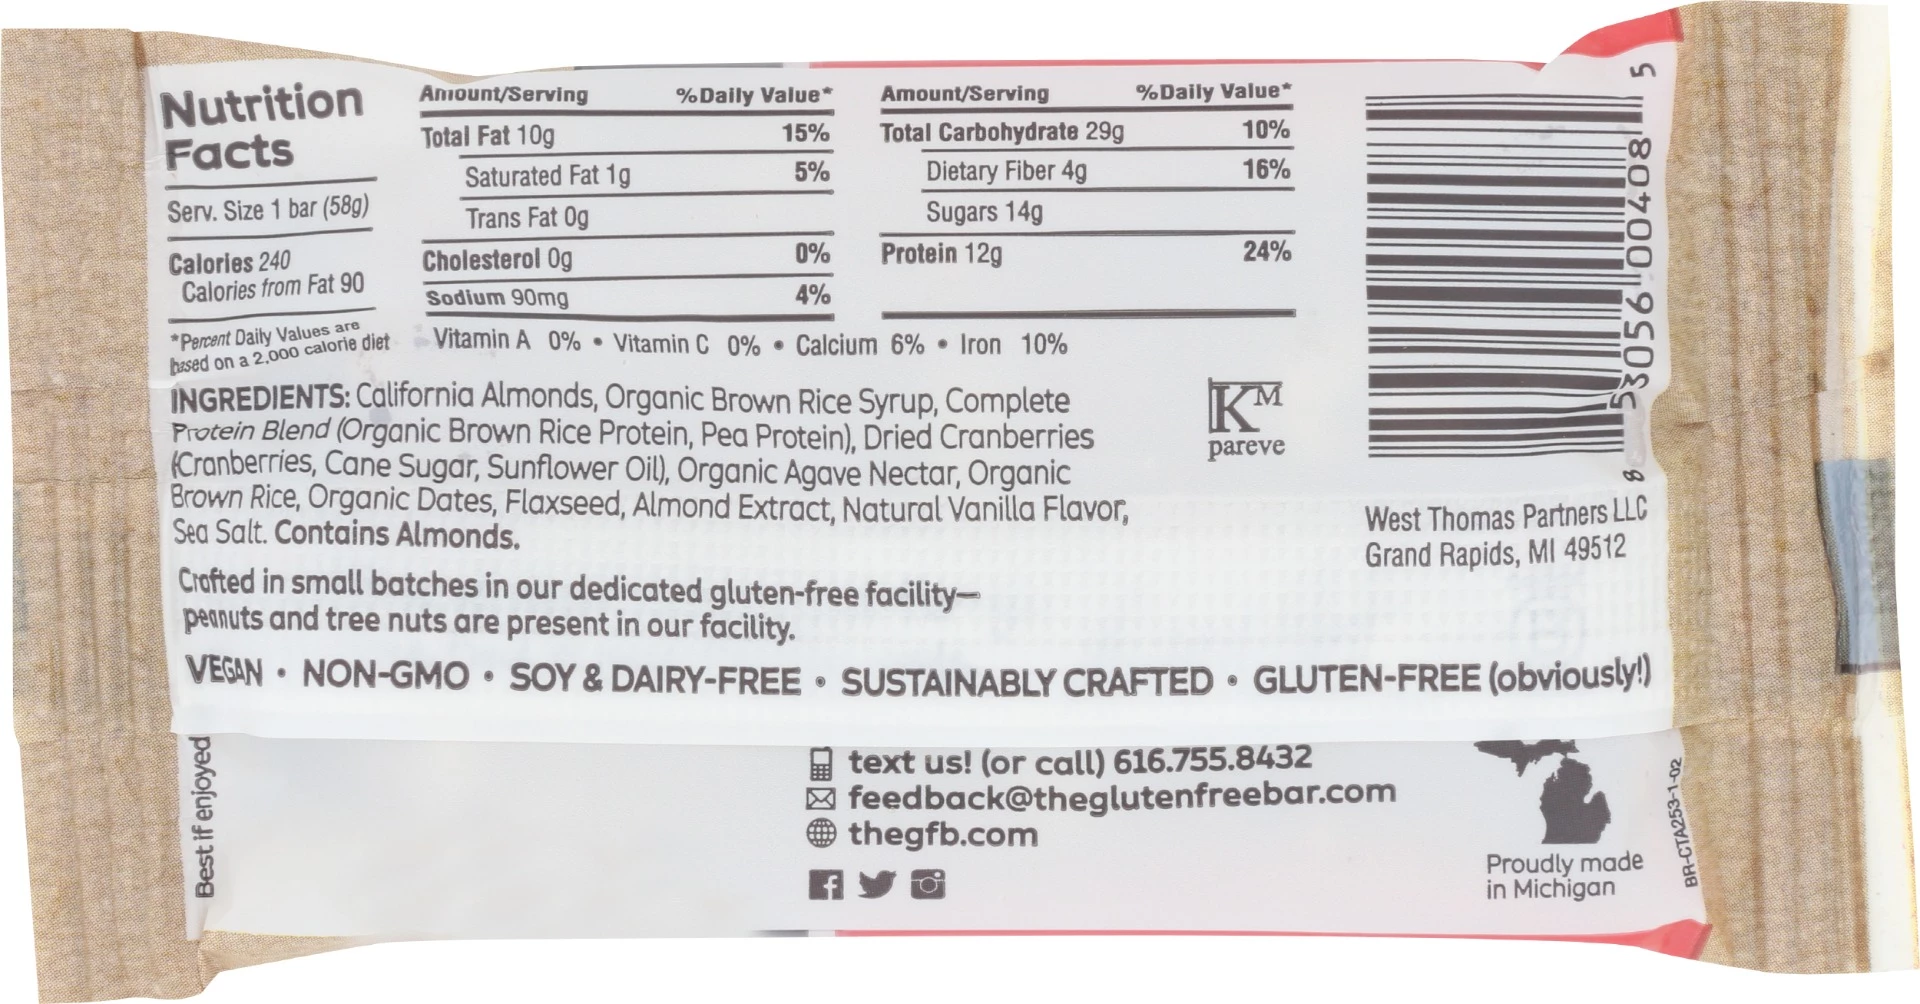 Nutrition
Facts
Serv. Size 1 bar (58g)
Calories 240
Calories from Fat 90
*Percent Daily Values are
based on a 2,000 calorie diet
Amount/Serving %Daily Value*
Total Fat 10g 15%
Saturated Fat 1g 5%
Trans Fat 0g
Cholesterol 0g 0%
Sodium 90mg 4%
Amount/Serving %Daily Value*
Total Carbohydrate 29g 10%
Dietary Fiber 4g 16%
Sugars 14g
Protein 12g 24%
Vitamin A 0% • Vitamin C 0% • Calcium 6% • Iron 10%
INGREDIENTS: California Almonds, Organic Brown Rice Syrup, Complete
Protein Blend (Organic Brown Rice Protein, Pea Protein), Dried Cranberries
(Cranberries, Cane Sugar, Sunflower Oil), Organic Agave Nectar, Organic
Brown Rice, Organic Dates, Flaxseed, Almond Extract, Natural Vanilla Flavor,
Sea Salt. Contains Almonds.
KM
pareve
8 53056 00408 5
West Thomas Partners LLC
Grand Rapids, MI 49512
Crafted in small batches in our dedicated gluten-free facility—
peanuts and tree nuts are present in our facility.
VEGAN • NON-GMO • SOY & DAIRY-FREE • SUSTAINABLY CRAFTED • GLUTEN-FREE (obviously!)
Best if enjoyed
text us! (or call) 616.755.8432
feedback@theglutenfreebar.com
thegfb.com
Proudly made
in Michigan
BR-CTA253-1-02